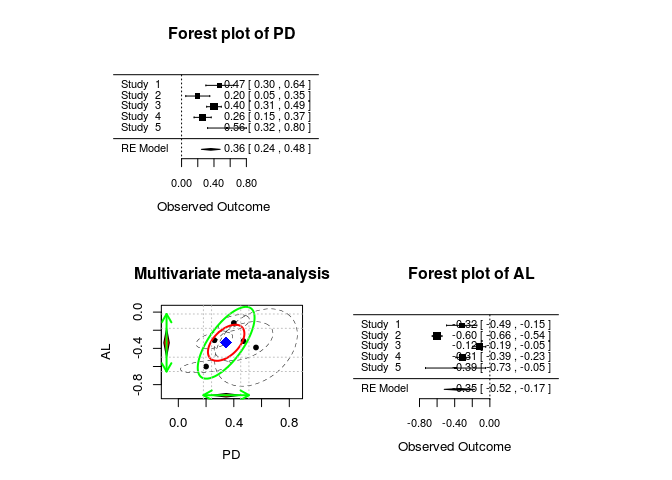 Forest plot of PD
Study 1 0.47 [ 0.30 , 0.64 ]
Study 2 0.20 [ 0.05 , 0.35 ]
Study 3 0.40 [ 0.31 , 0.49 ]
Study 4 0.26 [ 0.15 , 0.37 ]
Study 5 0.56 [ 0.32 , 0.80 ]
RE Model 0.36 [ 0.24 , 0.48 ]
0.00 0.40 0.80
Observed Outcome
Multivariate meta-analysis
0.0
-0.4
-0.8
AL
0.0 0.4 0.8
PD
Forest plot of AL
Study 1 -0.32 [ -0.49 , -0.15 ]
Study 2 -0.60 [ -0.66 , -0.54 ]
Study 3 -0.12 [ -0.19 , -0.05 ]
Study 4 -0.31 [ -0.39 , -0.23 ]
Study 5 -0.39 [ -0.73 , -0.05 ]
RE Model -0.35 [ -0.52 , -0.17 ]
-0.80 -0.40 0.00
Observed Outcome